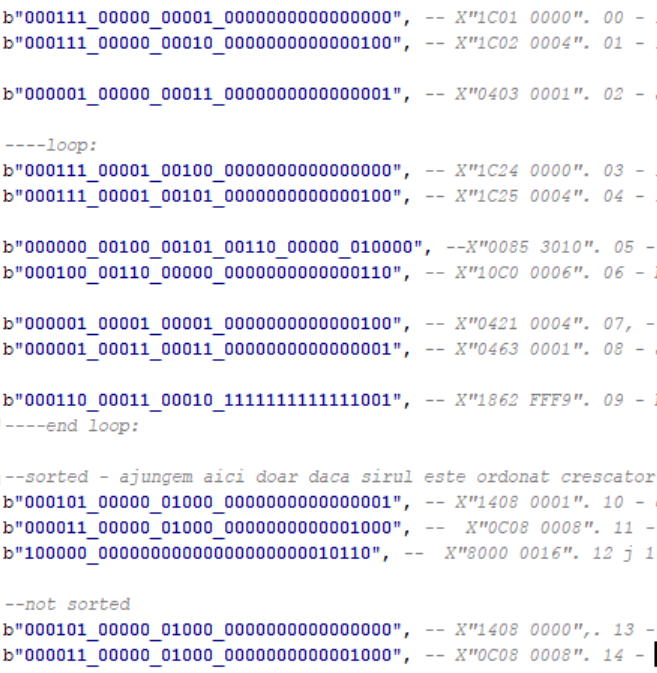 b"000111_00000_00001_0000000000000000", -- X"1C01 0000". 00 -
b"000111_00000_00010_0000000000000100", -- X"1C02 0004". 01 -
b"000001_00000_00011_0000000000000001", -- X"0403 0001". 02 -
----loop:
b"000111_00001_00100_0000000000000000", -- X"1C24 0000". 03 -
b"000111_00001_00101_0000000000000100", -- X"1C25 0004". 04 -
b"000000_00100_00101_00110_00000_010000", --X"0085 3010". 05 -
b"000100_00110_00000_0000000000000110", -- X"10C0 0006". 06 -
b"000001_00001_00001_0000000000000100", -- X"0421 0004". 07, -
b"000001_00011_00011_0000000000000001", -- X"0463 0001". 08 -
b"000110_00011_00010_1111111111111001", -- X"1862 FFF9". 09 -
----end loop:
--sorted - ajungem aici doar daca sirul este ordonat crescator
b"000101_00000_01000_0000000000000001", -- X"1408 0001". 10 -
b"000011_00000_01000_0000000000001000", -- X"0C08 0008". 11 -
b"100000_00000000000000000000010110", -- X"8000 0016". 12 j 1
--not sorted
b"000101_00000_01000_0000000000000000", -- X"1408 0000",. 13 -
b"000011_00000_01000_0000000000001000", -- X"0C08 0008". 14 -